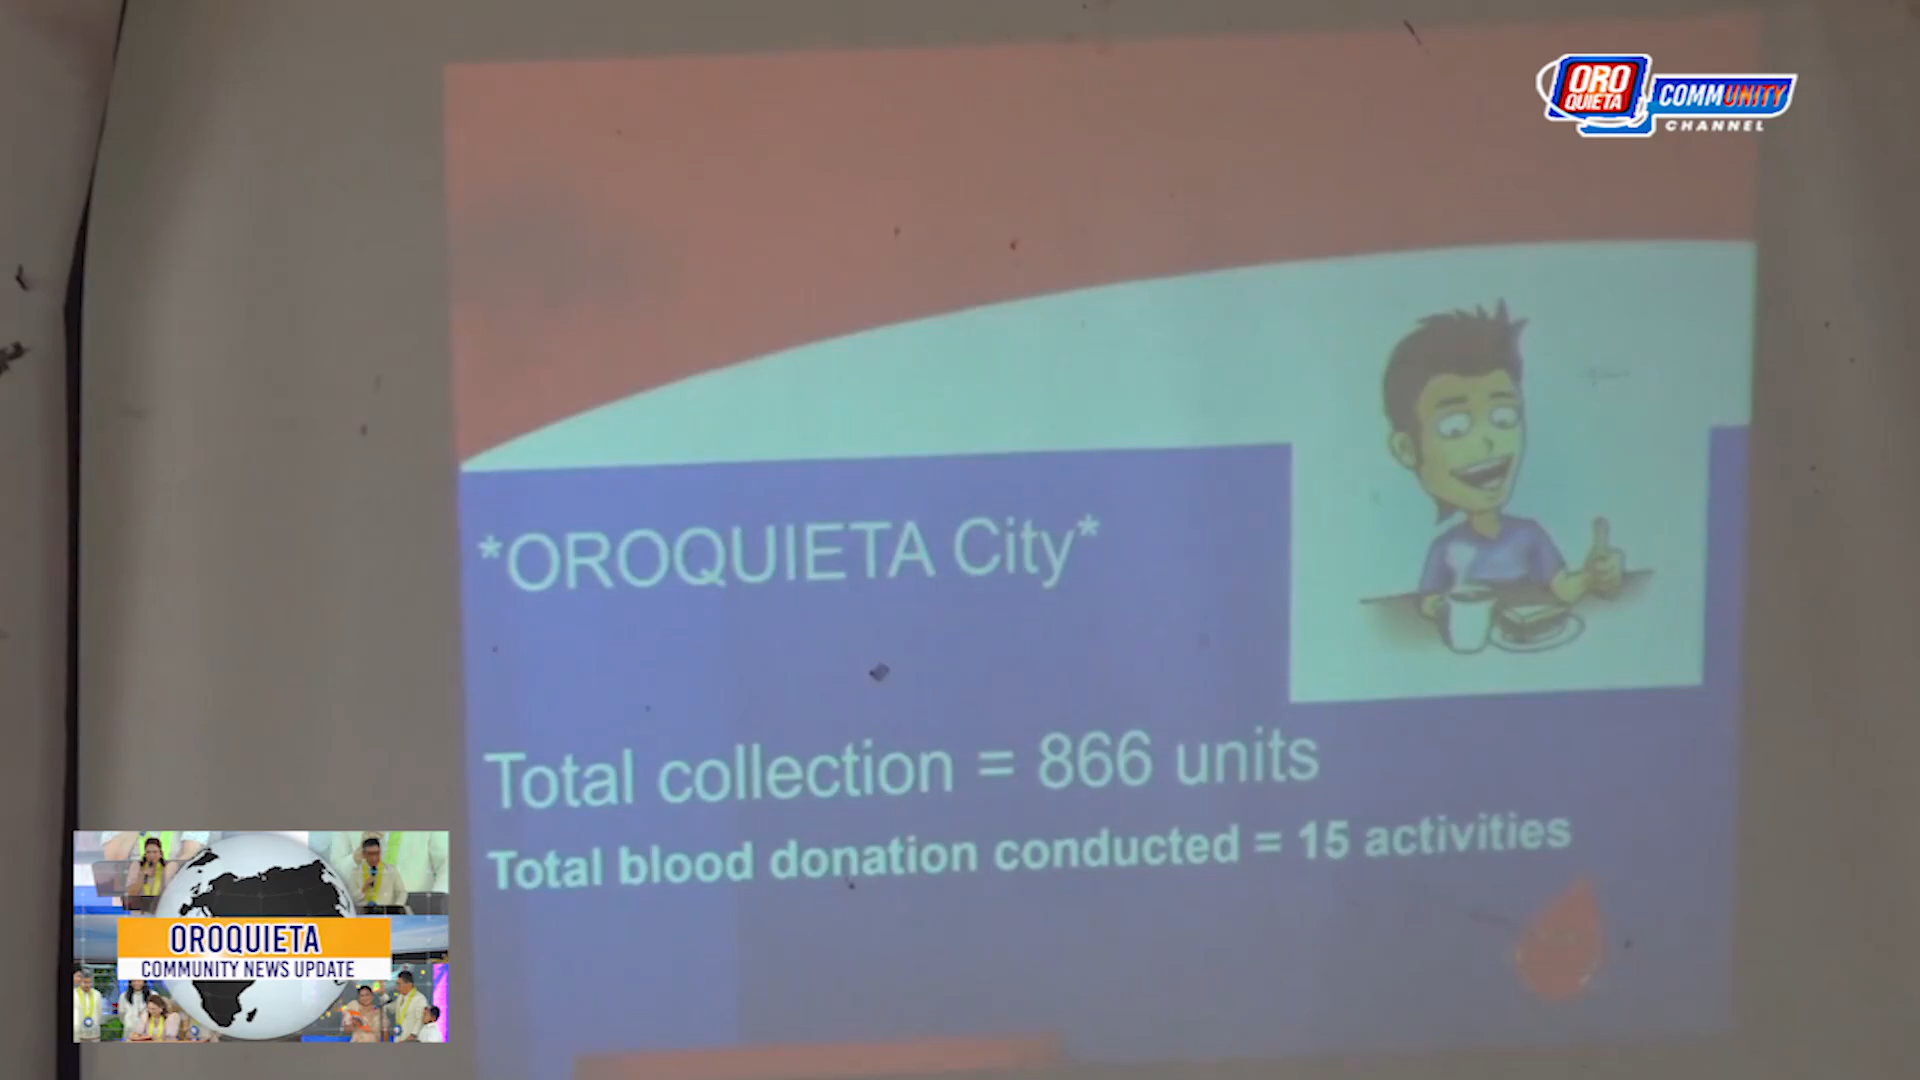 ORO
QUIETA
COMMUNITY
CHANNEL
*OROQUIETA City*
Total collection = 866 units
Total blood donation conducted = 15 activities
OROQUIETA
COMMUNITY NEWS UPDATE